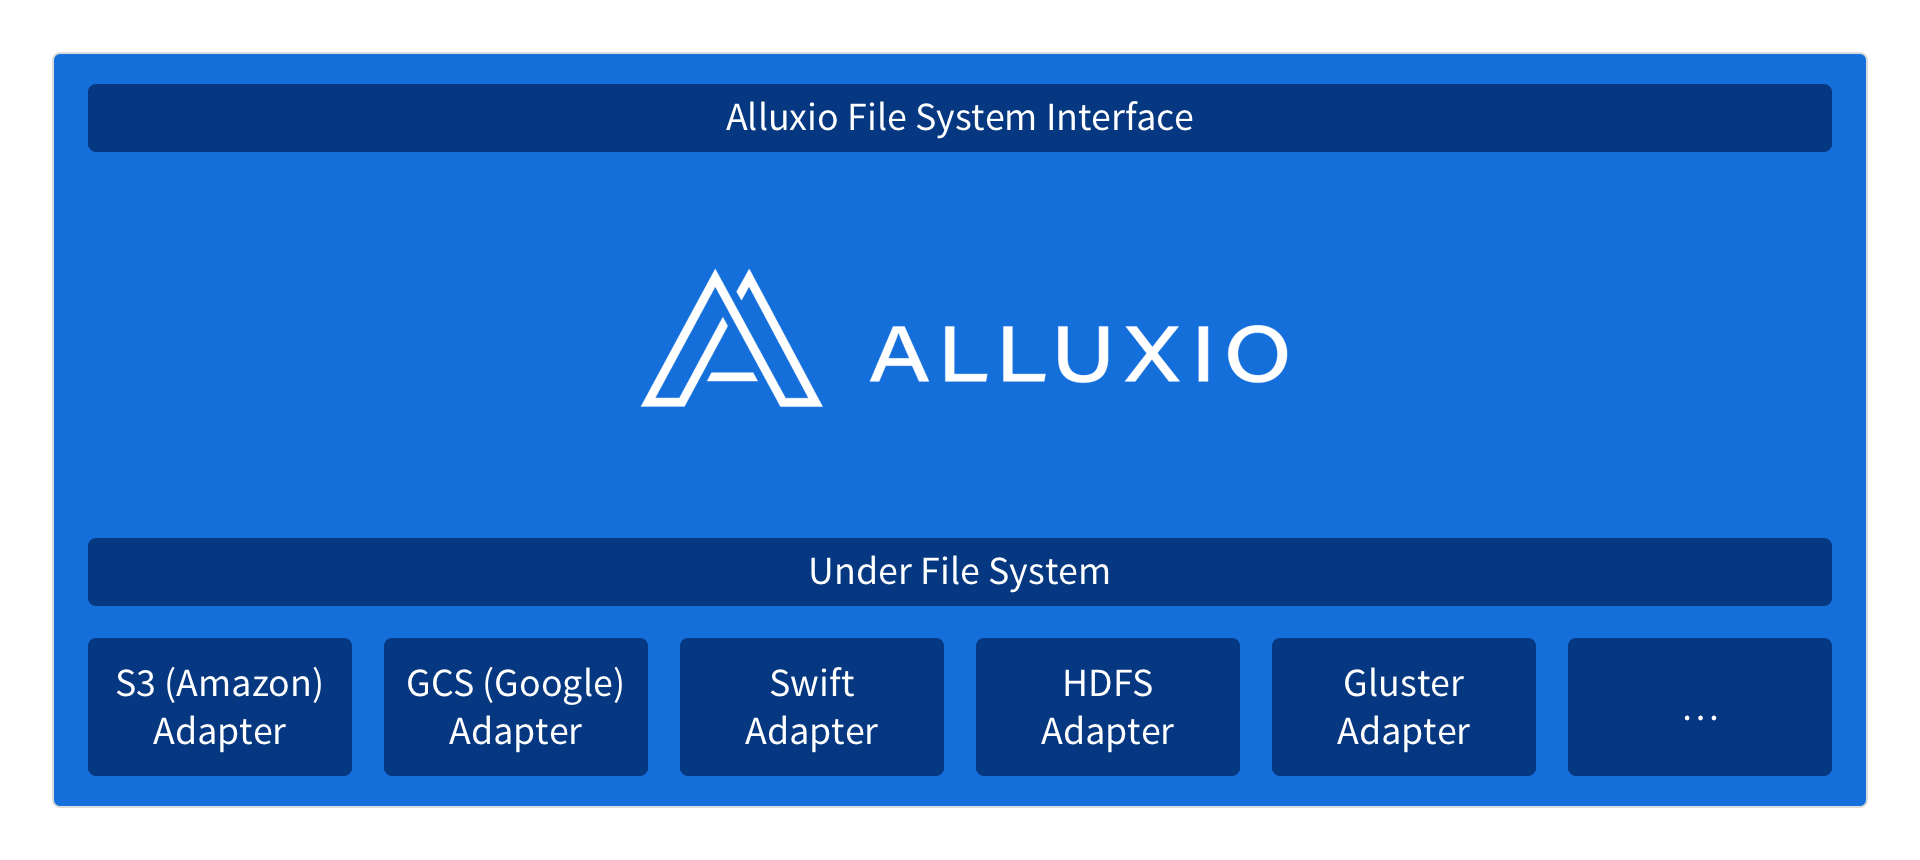 Alluxio File System Interface
ALLUXIO
Under File System
S3 (Amazon)
Adapter
GCS (Google)
Adapter
Swift
Adapter
HDFS
Adapter
Gluster
Adapter
...